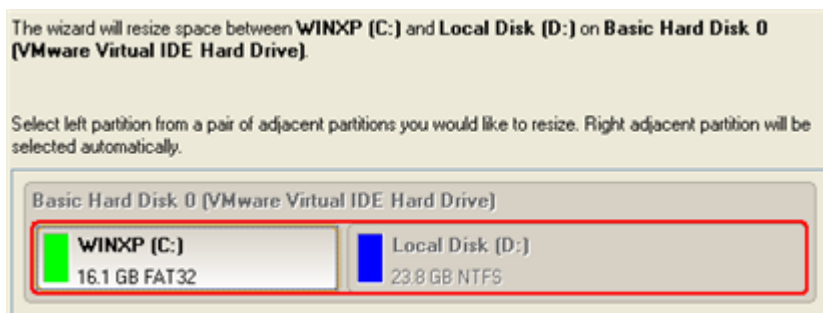 The wizard will resize space between WINXP (C:) and Local Disk (D:) on Basic Hard Disk 0
(VMware Virtual IDE Hard Drive).
Select left partition from a pair of adjacent partitions you would like to resize. Right adjacent partition will be
selected automatically.
Basic Hard Disk 0 (VMware Virtual IDE Hard Drive)
WINXP (C:)
16.1 GB FAT32
Local Disk (D:)
23.8 GB NTFS